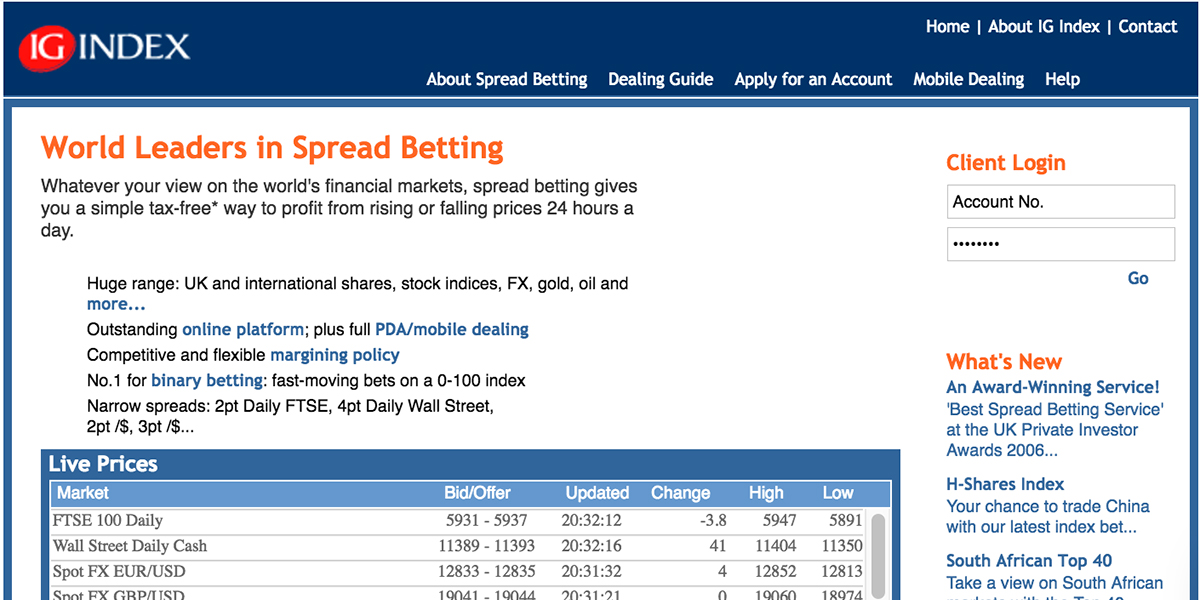 IG INDEX
Home | About IG Index | Contact
About Spread Betting Dealing Guide Apply for an Account Mobile Dealing Help
World Leaders in Spread Betting
Whatever your view on the world's financial markets, spread betting gives
you a simple tax-free* way to profit from rising or falling prices 24 hours a
day.
Huge range: UK and international shares, stock indices, FX, gold, oil and
more...
Outstanding online platform; plus full PDA/mobile dealing
Competitive and flexible margining policy
No.1 for binary betting: fast-moving bets on a 0-100 index
Narrow spreads: 2pt Daily FTSE, 4pt Daily Wall Street,
2pt /$, 3pt /$...
Live Prices
Market Bid/Offer Updated Change High Low
FTSE 100 Daily 5931 - 5937 20:32:12 -3.8 5947 5891
Wall Street Daily Cash 11389 - 11393 20:32:16 41 11404 11350
Spot FX EUR/USD 12833 - 12835 20:31:32 4 12852 12813
Spot FX GBP/USD 19041 - 19044 20:31:21 0 19060 18974
Client Login
Account No.
••••••••
Go
What's New
An Award-Winning Service!
'Best Spread Betting Service'
at the UK Private Investor
Awards 2006...
H-Shares Index
Your chance to trade China
with our latest index bet...
South African Top 40
Take a view on South African
markets with the Top 40